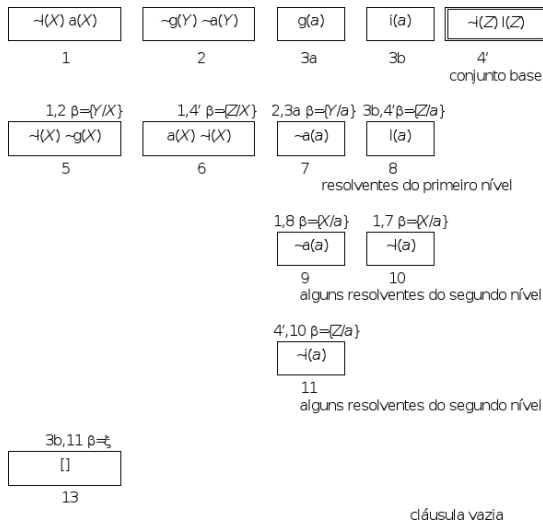 ~l(X) a(X) ~g(Y) ~a(Y) g(a) i(a) ~i(Z) l(Z)
1 2 3a 3b 4'
conjunto base
1,2 β={Y/X} 1,4' β={Z/X} 2,3a β={Y/a} 3b,4'β={Z/a}
~l(X) ~g(X) a(X) ~i(X) ~a(a) l(a)
5 6 7 8
resolventes do primeiro nível
1,8 β={X/a} 1,7 β={X/a}
~a(a) ~l(a)
9 10
alguns resolventes do segundo nível
4',10 β={Z/a}
~i(a)
11
alguns resolventes do segundo nível
3b,11 β=ξ
[]
13
cláusula vazia